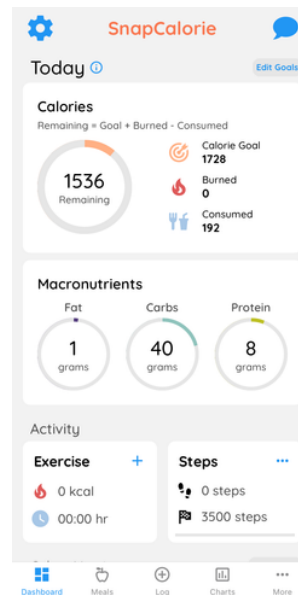 SnapCalorie
Today
Edit Goals
Calories
Remaining = Goal + Burned - Consumed
1536
Remaining
Calorie Goal
1728
Burned
0
Consumed
192
Macronutrients
Fat
Carbs
Protein
1
grams
40
grams
8
grams
Activity
Exercise
+
0 kcal
00:00 hr
Steps
0 steps
3500 steps
Dashboard
Meals
Log
Charts
More